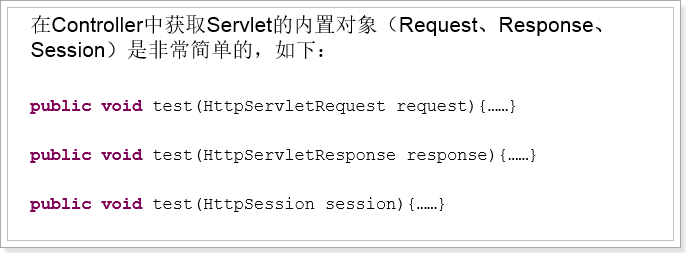 在Controller中获取Servlet的内置对象（Request、Response、
Session）是非常简单的，如下：
public void test(HttpServletRequest request){……}
public void test(HttpServletResponse response){……}
public void test(HttpSession session){……}